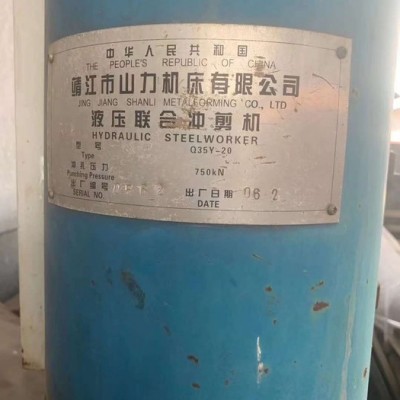 中华人民共和国
THE PEOPLE'S REPUBLIC OF CHINA
靖江市山力机床有限公司
JING JIANG SHANLI METALFORMING CO., LTD
液压联合冲剪机
HYDRAULIC STEELWORKER
型号 Q35Y-20
Type
冲孔压力 750kN
Punching Pressure
出厂编号 出厂日期 06 2
SERIAL NO. DATE